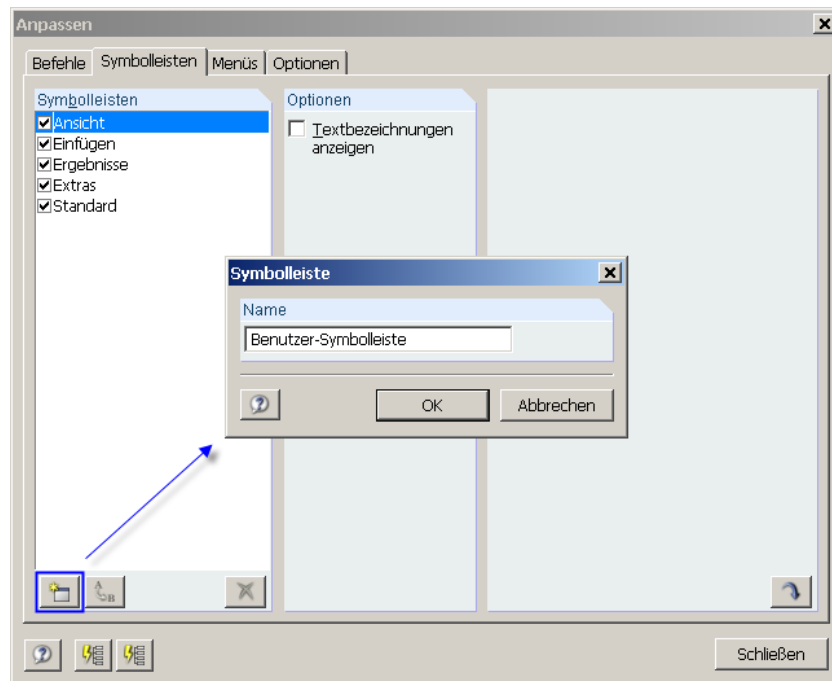 Anpassen
Befehle Symbolleisten Menüs Optionen
Symbolleisten
Ansicht
Einfügen
Ergebnisse
Extras
Standard
Optionen
Textbezeichnungen
anzeigen
Symbolleiste
Name
Benutzer-Symbolleiste
OK Abbrechen
A
B
Schließen